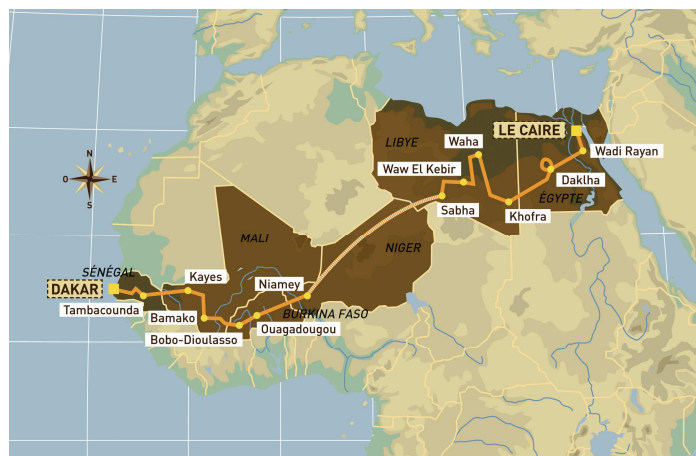 LIBYE
LE CAIRE
Waha
Wadi Rayan
Waw El Kebir
Daklha
N
O
E
S
Sabha
ÉGYPTE
Khofra
MALI
NIGER
SÉNÉGAL
Kayes
Niamey
DAKAR
Tambacounda
BURKINA FASO
Bamako
Ouagadougou
Bobo-Dioulasso